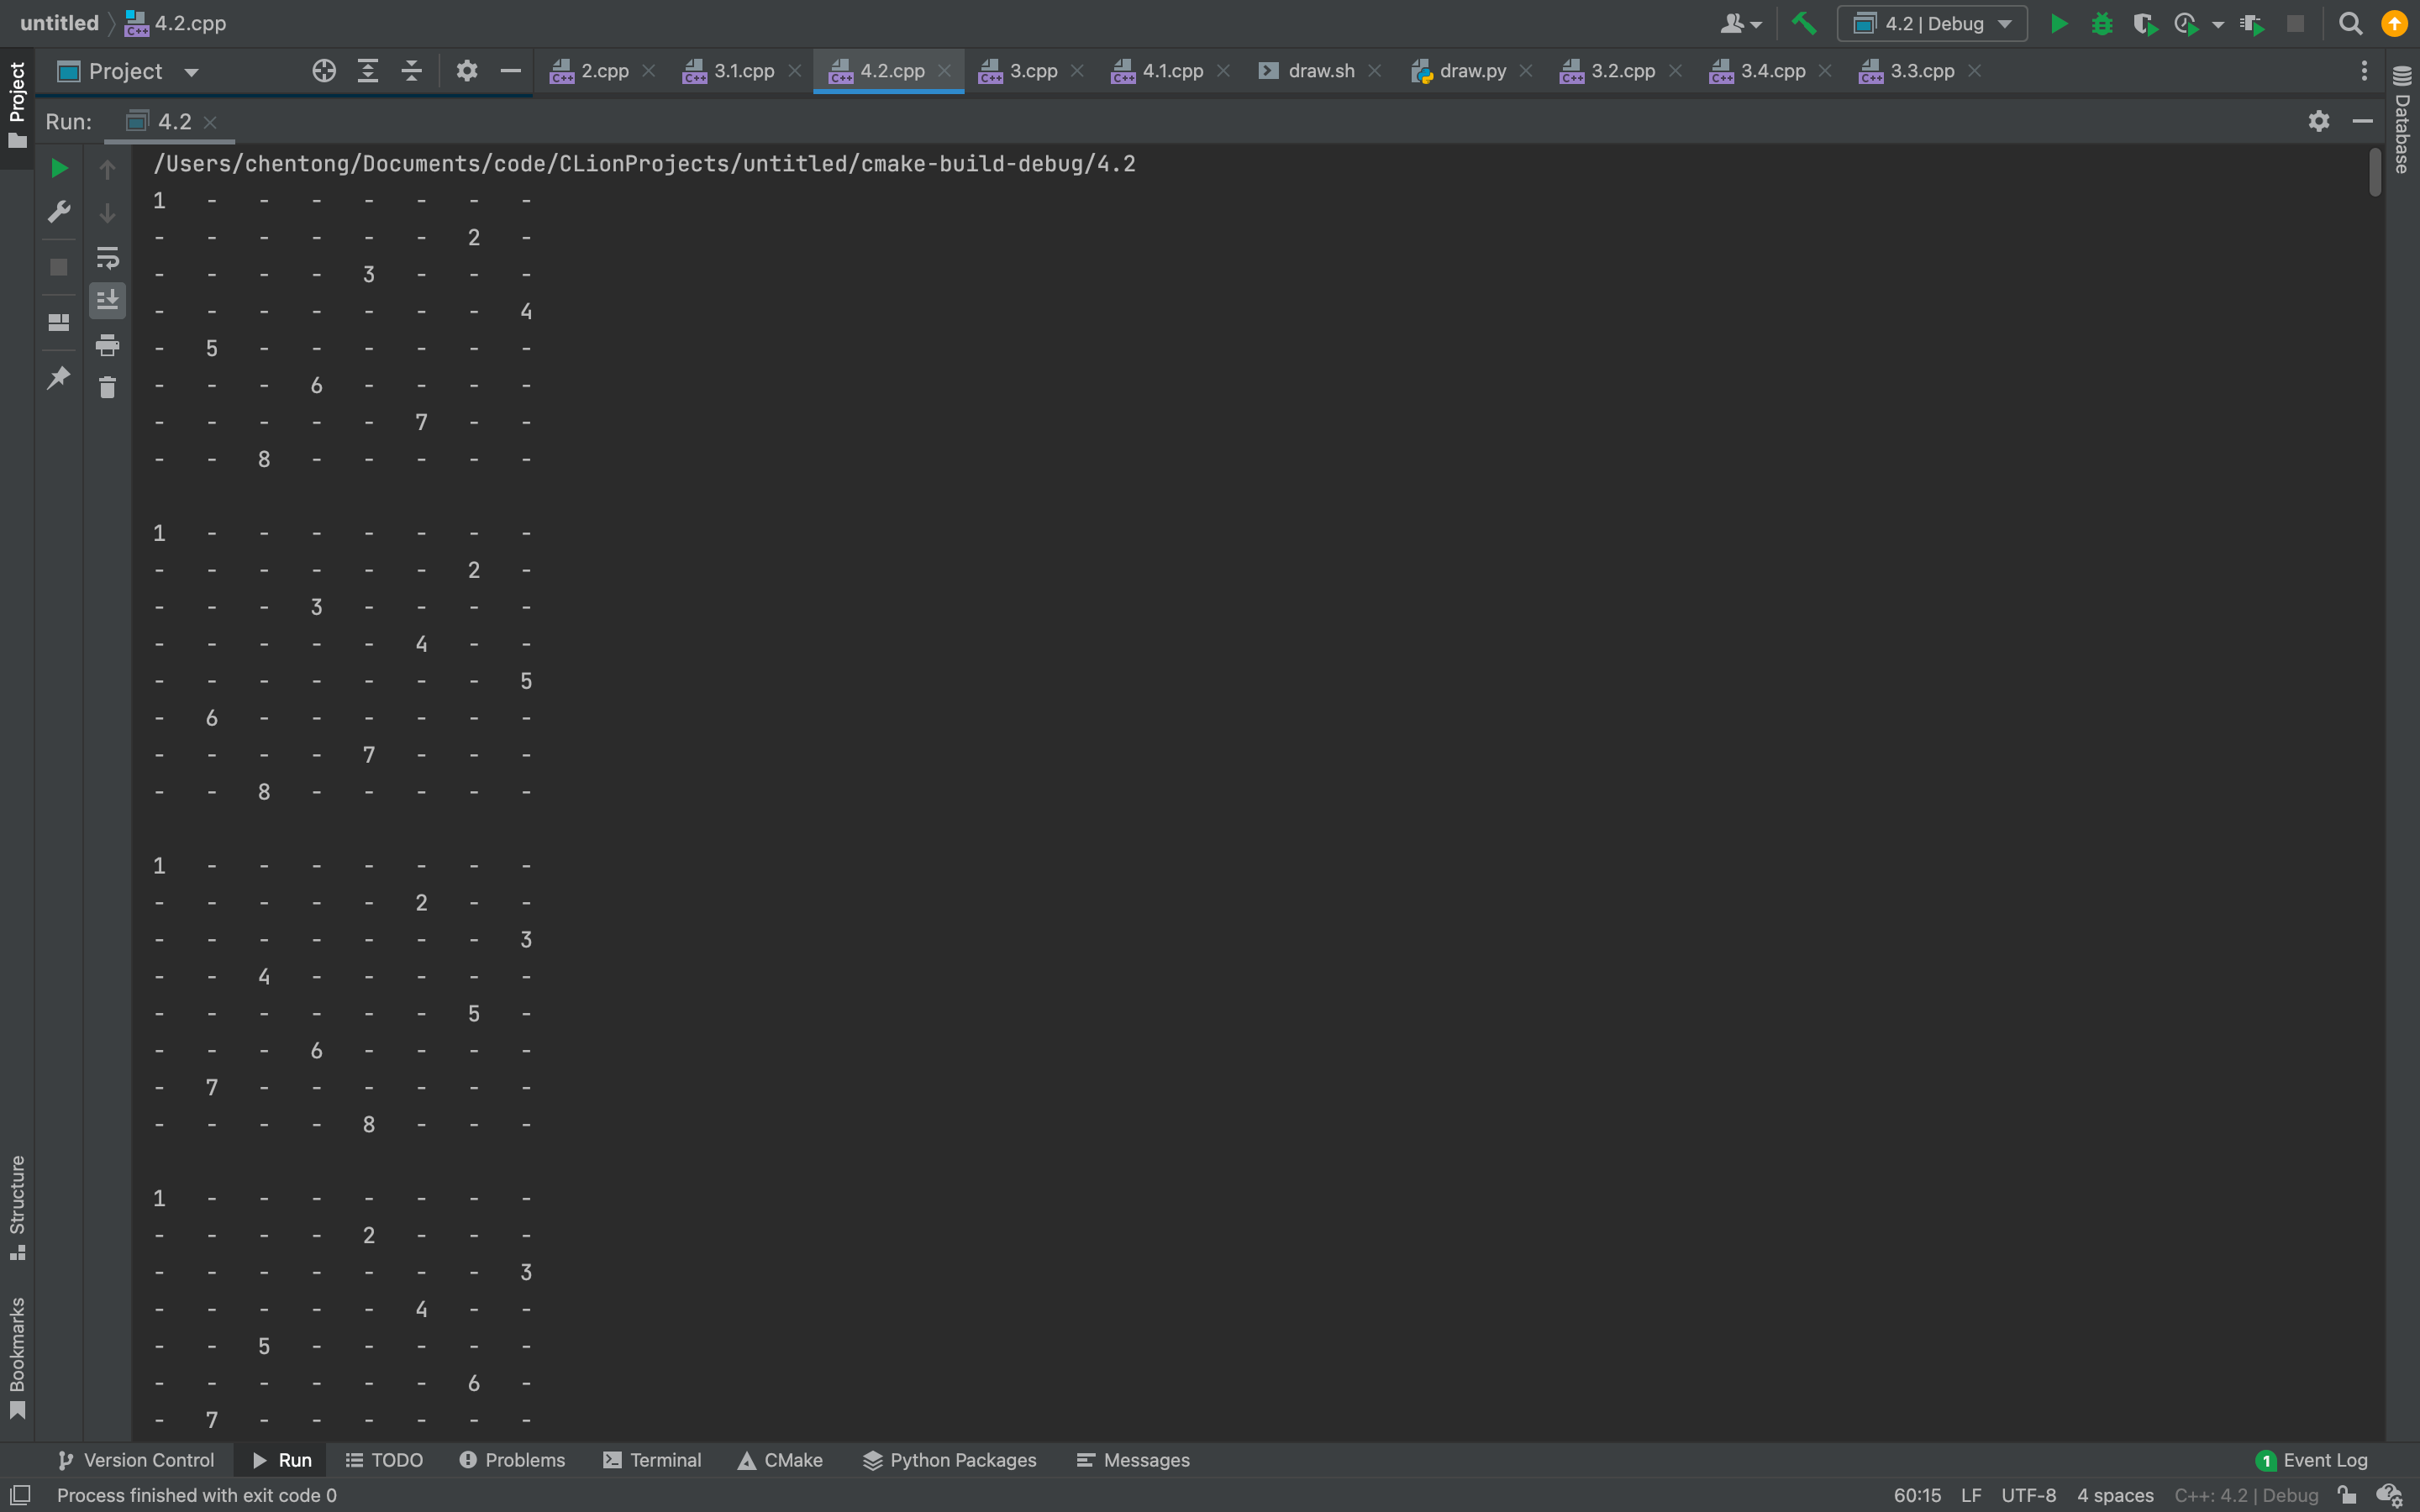 untitled 4.2.cpp 4.2 | Debug
Project 2.cpp 3.1.cpp 4.2.cpp 3.cpp 4.1.cpp draw.sh draw.py 3.2.cpp 3.4.cpp 3.3.cpp
Project
Database
Run: 4.2
/Users/chentong/Documents/code/CLionProjects/untitled/cmake-build-debug/4.2
1 - - - - - - -
- - - - - - 2 -
- - - - 3 - - -
- - - - - - - 4
- 5 - - - - - -
- - - 6 - - - -
- - - - - 7 - -
- - 8 - - - - -
1 - - - - - - -
- - - - - - 2 -
- - - 3 - - - -
- - - - - 4 - -
- - - - - - - 5
- 6 - - - - - -
- - - - 7 - - -
- - 8 - - - - -
1 - - - - - - -
- - - - - 2 - -
- - - - - - - 3
- - 4 - - - - -
- - - - - - 5 -
- - - 6 - - - -
- 7 - - - - - -
- - - - 8 - - -
1 - - - - - - -
- - - - 2 - - -
- - - - - - - 3
- - - - - 4 - -
- - 5 - - - - -
- - - - - - 6 -
- 7 - - - - - -
Structure
Bookmarks
Version Control Run TODO Problems Terminal CMake Python Packages Messages 1 Event Log
Process finished with exit code 0 60:15 LF UTF-8 4 spaces C++: 4.2 | Debug